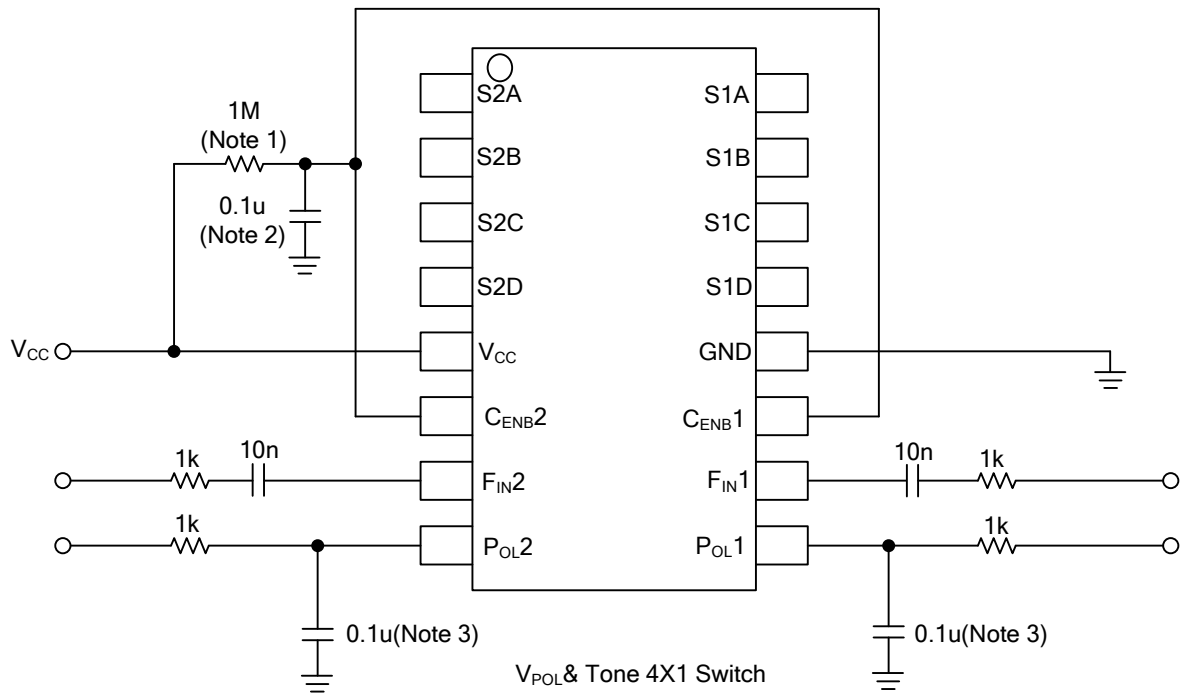 S2A
S1A
1M
(Note 1)
S2B
S1B
0.1u
(Note 2)
S2C
S1C
S2D
S1D
VCC
VCC
GND
CENB2
CENB1
1k
10n
FIN2
FIN1
10n
1k
1k
POL2
POL1
1k
0.1u(Note 3)
0.1u(Note 3)
VPOL& Tone 4X1 Switch